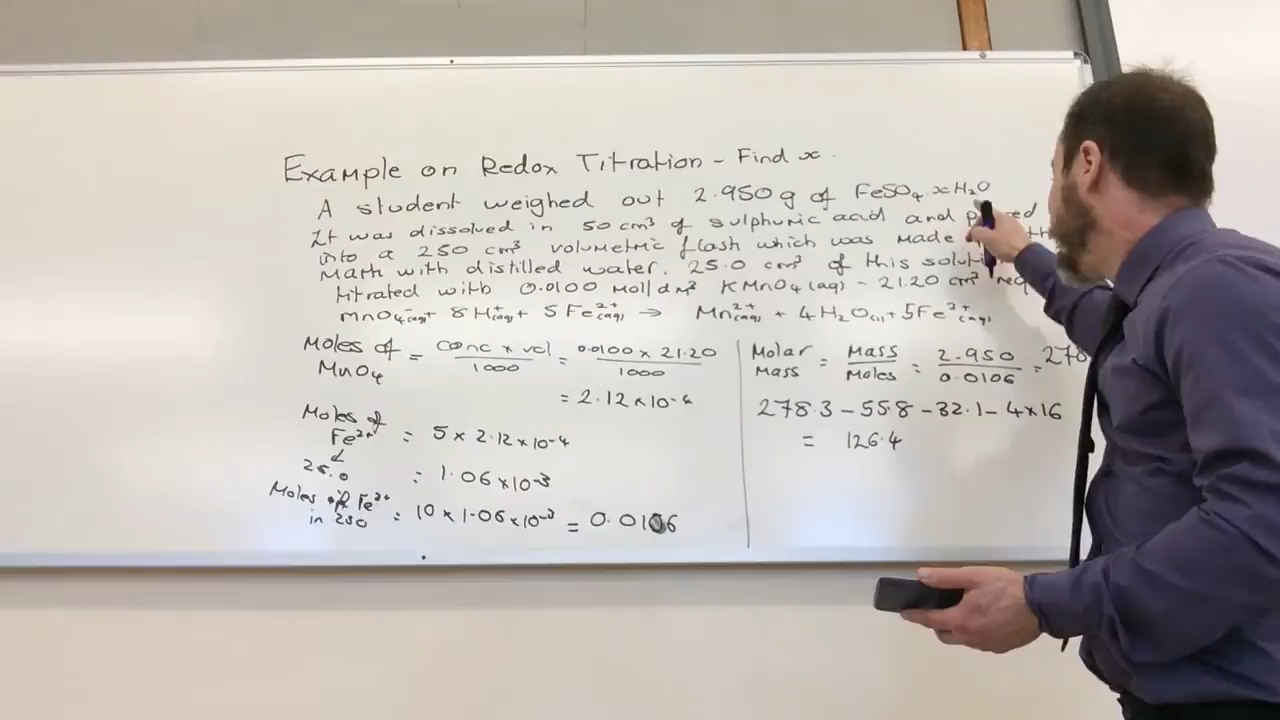 Example on Redox Titration - Find x.
A student weighed out 2.950g of FeSO₄.xH₂O
It was dissolved in 50 cm³ of sulphuric acid and
into a 250 cm³ volumetric flash which was made
Math with distilled water. 25.0 cm³ of this
titrated with 0.0100 mol/dm³ KMnO₄(aq) - 21.20 cm³
MnO₄⁻(aq) + 8H⁺(aq) + 5Fe²⁺(aq) → Mn²⁺(aq) + 4H₂O(l) + 5Fe³⁺(aq)
Moles of MnO₄ = conc x vol / 1000 = 0.0100 x 21.20 / 1000
= 2.12 x 10⁻⁴
Moles of
Fe²⁺ = 5 x 2.12 x 10⁻⁴
25.0 = 1.06 x 10⁻³
Moles of Fe²⁺
in 250 = 10 x 1.06 x 10⁻³ = 0.0106
Molar Mass = Mass / Moles = 2.950 / 0.0106 = 278
278.3 - 55.8 - 32.1 - 4x16
= 126.4